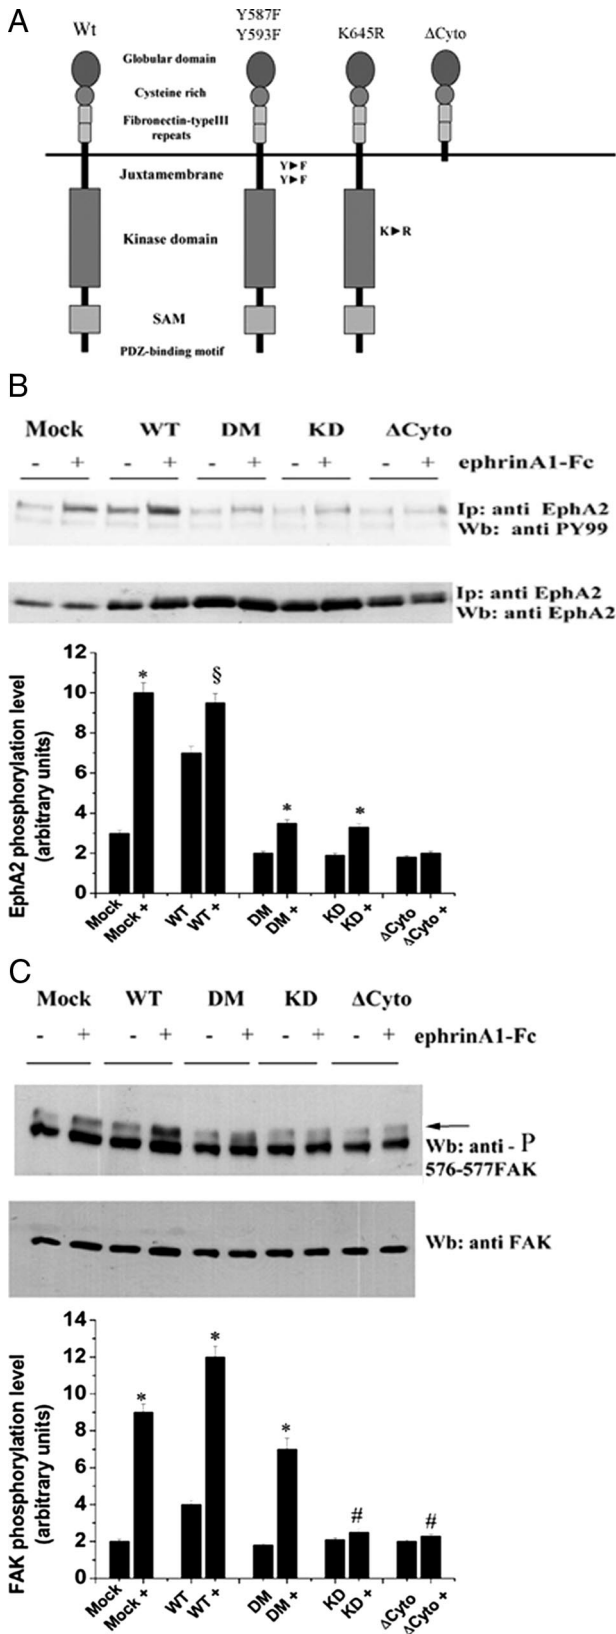 A
Wt
Y587F
Y593F
K645R
ΔCyto
Globular domain
Cysteine rich
Fibronectin-typeIII
repeats
Juxtamembrane
Y►F
Y►F
Kinase domain
K►R
SAM
PDZ-binding motif
B
Mock WT DM KD ΔCyto
- + - + - + - + - + ephrinA1-Fc
Ip: anti EphA2
Wb: anti PY99
Ip: anti EphA2
Wb: anti EphA2
EphA2 phosphorylation level
(arbitrary units)
12
10
8
6
4
2
0
* § * *
Mock Mock + WT WT + DM DM + KD KD + ΔCyto ΔCyto +
C
Mock WT DM KD ΔCyto
- + - + - + - + - + ephrinA1-Fc
Wb: anti - P
576-577FAK
Wb: anti FAK
FAK phosphorylation level
(arbitrary units)
14
12
10
8
6
4
2
0
* * * # #
Mock Mock + WT WT + DM DM + KD KD + ΔCyto ΔCyto +